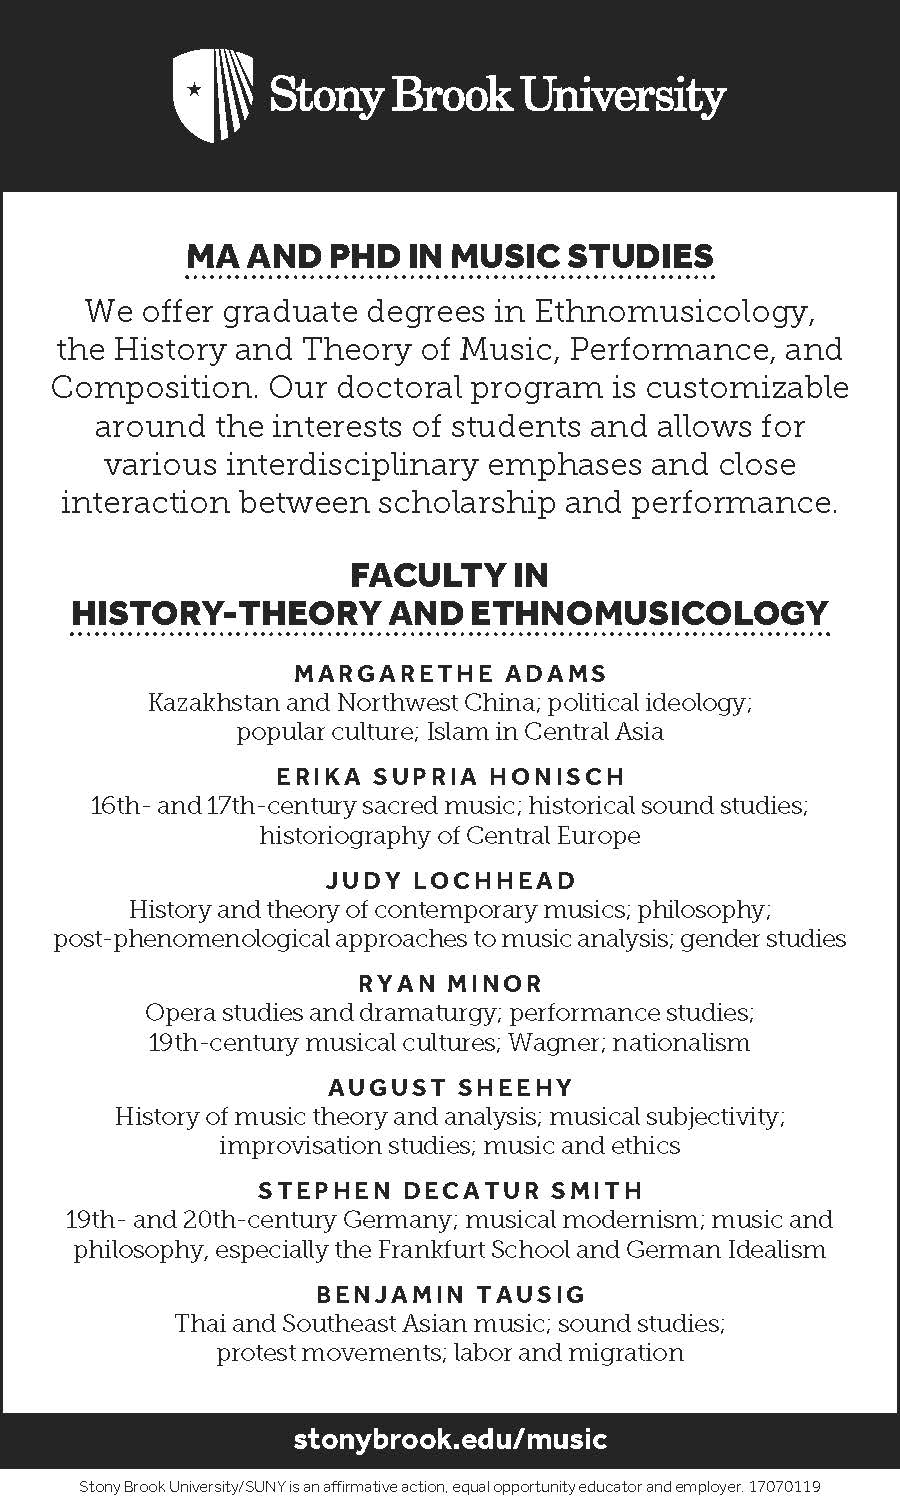 Stony Brook University
MA AND PHD IN MUSIC STUDIES
We offer graduate degrees in Ethnomusicology,
the History and Theory of Music, Performance, and
Composition. Our doctoral program is customizable
around the interests of students and allows for
various interdisciplinary emphases and close
interaction between scholarship and performance.
FACULTY IN
HISTORY-THEORY AND ETHNOMUSICOLOGY
MARGARETHE ADAMS
Kazakhstan and Northwest China; political ideology;
popular culture; Islam in Central Asia
ERIKA SUPRIA HONISCH
16th- and 17th-century sacred music; historical sound studies;
historiography of Central Europe
JUDY LOCHHEAD
History and theory of contemporary musics; philosophy;
post-phenomenological approaches to music analysis; gender studies
RYAN MINOR
Opera studies and dramaturgy; performance studies;
19th-century musical cultures; Wagner; nationalism
AUGUST SHEEHY
History of music theory and analysis; musical subjectivity;
improvisation studies; music and ethics
STEPHEN DECATUR SMITH
19th- and 20th-century Germany; musical modernism; music and
philosophy, especially the Frankfurt School and German Idealism
BENJAMIN TAUSIG
Thai and Southeast Asian music; sound studies;
protest movements; labor and migration
stonybrook.edu/music
Stony Brook University/SUNY is an affirmative action, equal opportunity educator and employer. 17070119